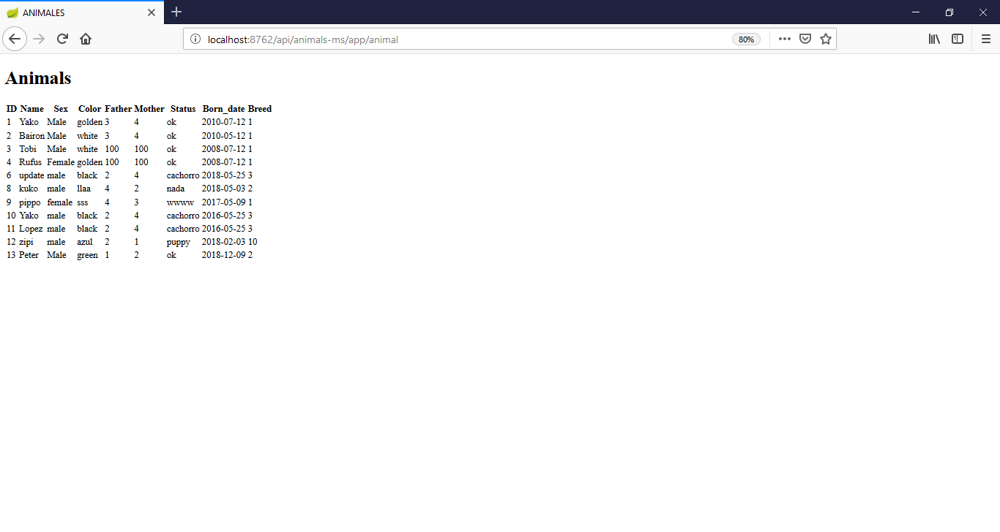 ANIMALES
localhost:8762/api/animals-ms/app/animal 80%
Animals
ID Name Sex Color Father Mother Status Born_date Breed
1 Yako Male golden 3 4 ok 2010-07-12 1
2 Bairon Male white 3 4 ok 2010-05-12 1
3 Tobi Male white 100 100 ok 2008-07-12 1
4 Rufus Female golden 100 100 ok 2008-07-12 1
6 update male black 2 4 cachorro 2018-05-25 3
8 kuko male llaa 4 2 nada 2018-05-03 2
9 pippo female sss 4 3 wwww 2017-05-09 1
10 Yako male black 2 4 cachorro 2016-05-25 3
11 Lopez male black 2 4 cachorro 2016-05-25 3
12 zipi male azul 2 1 puppy 2018-02-03 10
13 Peter Male green 1 2 ok 2018-12-09 2